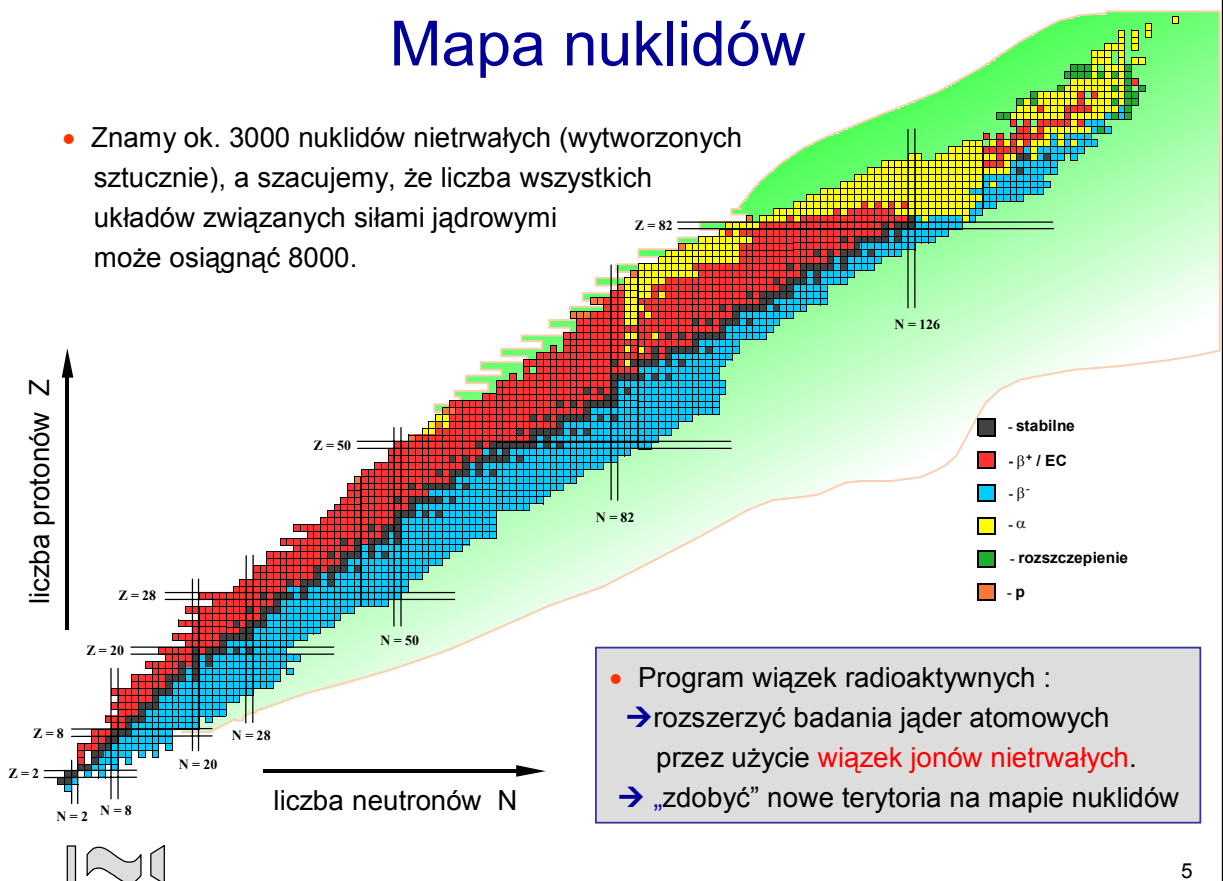 Mapa nuklidów
• Znamy ok. 3000 nuklidów nietrwałych (wytworzonych
sztucznie), a szacujemy, że liczba wszystkich
układów związanych siłami jądrowymi
może osiągnąć 8000.
Z = 82
N = 126
liczba protonów Z
Z = 50
N = 82
- stabilne
- β⁺ / EC
- β⁻
- α
- rozszczepienie
- p
Z = 28
N = 50
Z = 20
Z = 8
N = 28
N = 20
Z = 2
N = 2
N = 8
liczba neutronów N
• Program wiązek radioaktywnych :
➔ rozszerzyć badania jąder atomowych
przez użycie wiązek jonów nietrwałych.
➔ „zdobyć” nowe terytoria na mapie nuklidów
5